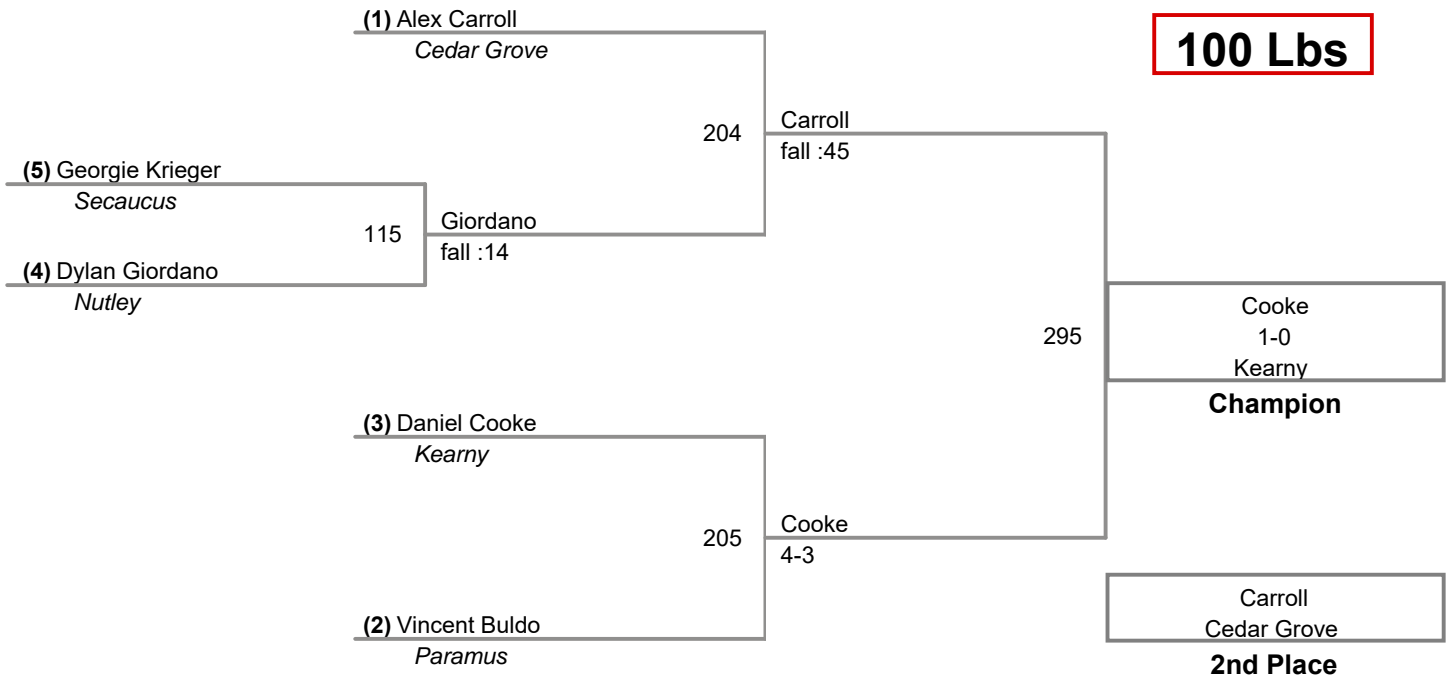 (1) Alex Carroll
Cedar Grove
100 Lbs
204
Carroll
fall :45
(5) Georgie Krieger
Secaucus
115
Giordano
fall :14
(4) Dylan Giordano
Nutley
295
Cooke
1-0
Kearny
Champion
(3) Daniel Cooke
Kearny
205
Cooke
4-3
(2) Vincent Buldo
Paramus
Carroll
Cedar Grove
2nd Place